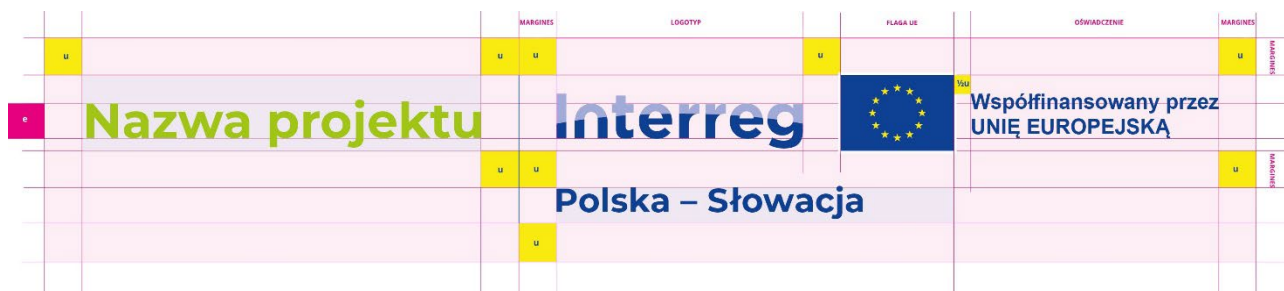 MARGINES LOGOTYP FLAGA UE OŚWIADCZENIE MARGINES
u u u u u
MARGINES
½u
e Nazwa projektu Interreg Współfinansowany przez
UNIĘ EUROPEJSKĄ
u u u
MARGINES
Polska – Słowacja
u